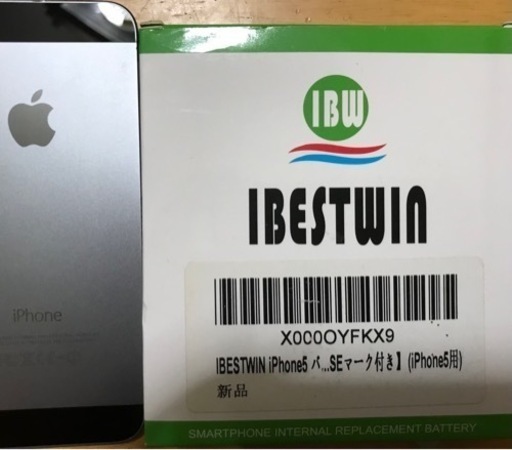 iPhone
IBW
IBESTWIN
X000OYFKX9
IBESTWIN iPhone5 バ...SEマーク付き】(iPhone5用)
新品
SMARTPHONE INTERNAL REPLACEMENT BATTERY